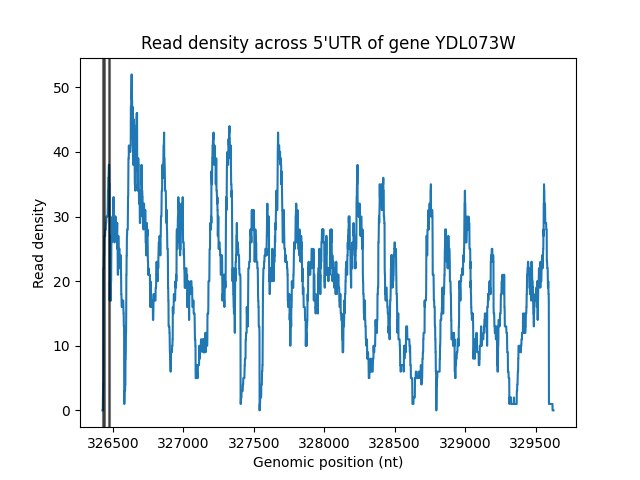 Read density across 5'UTR of gene YDL073W
50
40
30
20
10
0
Read density
326500 327000 327500 328000 328500 329000 329500
Genomic position (nt)